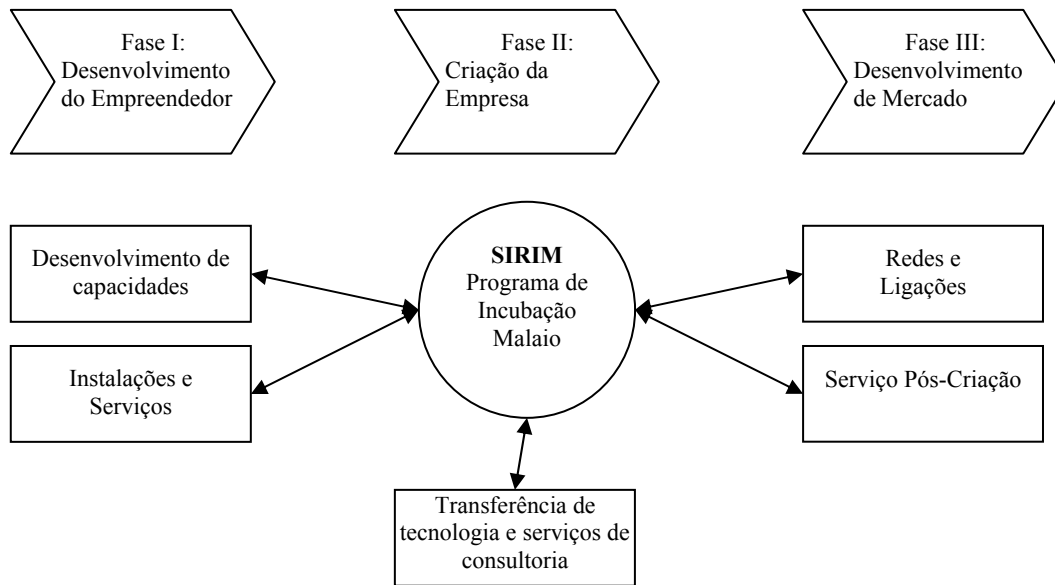 Fase I:
Desenvolvimento
do Empreendedor
Fase II:
Criação da
Empresa
Fase III:
Desenvolvimento
de Mercado
Desenvolvimento de
capacidades
Instalações e
Serviços
SIRIM
Programa de
Incubação
Malaio
Redes e
Ligações
Serviço Pós-Criação
Transferência de
tecnologia e serviços de
consultoria